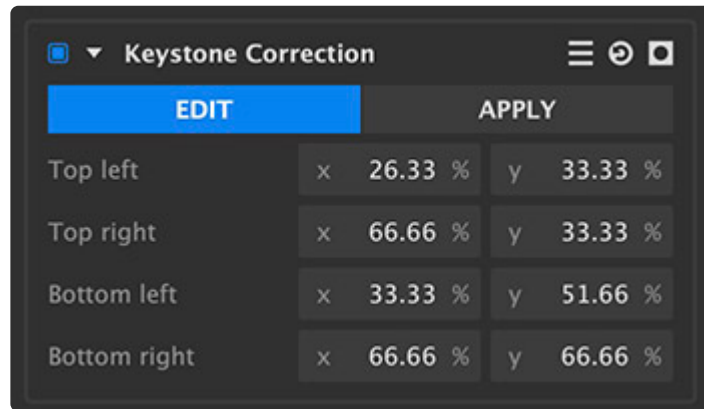 Keystone Correction
EDIT APPLY
Top left x 26.33 % y 33.33 %
Top right x 66.66 % y 33.33 %
Bottom left x 33.33 % y 51.66 %
Bottom right x 66.66 % y 66.66 %